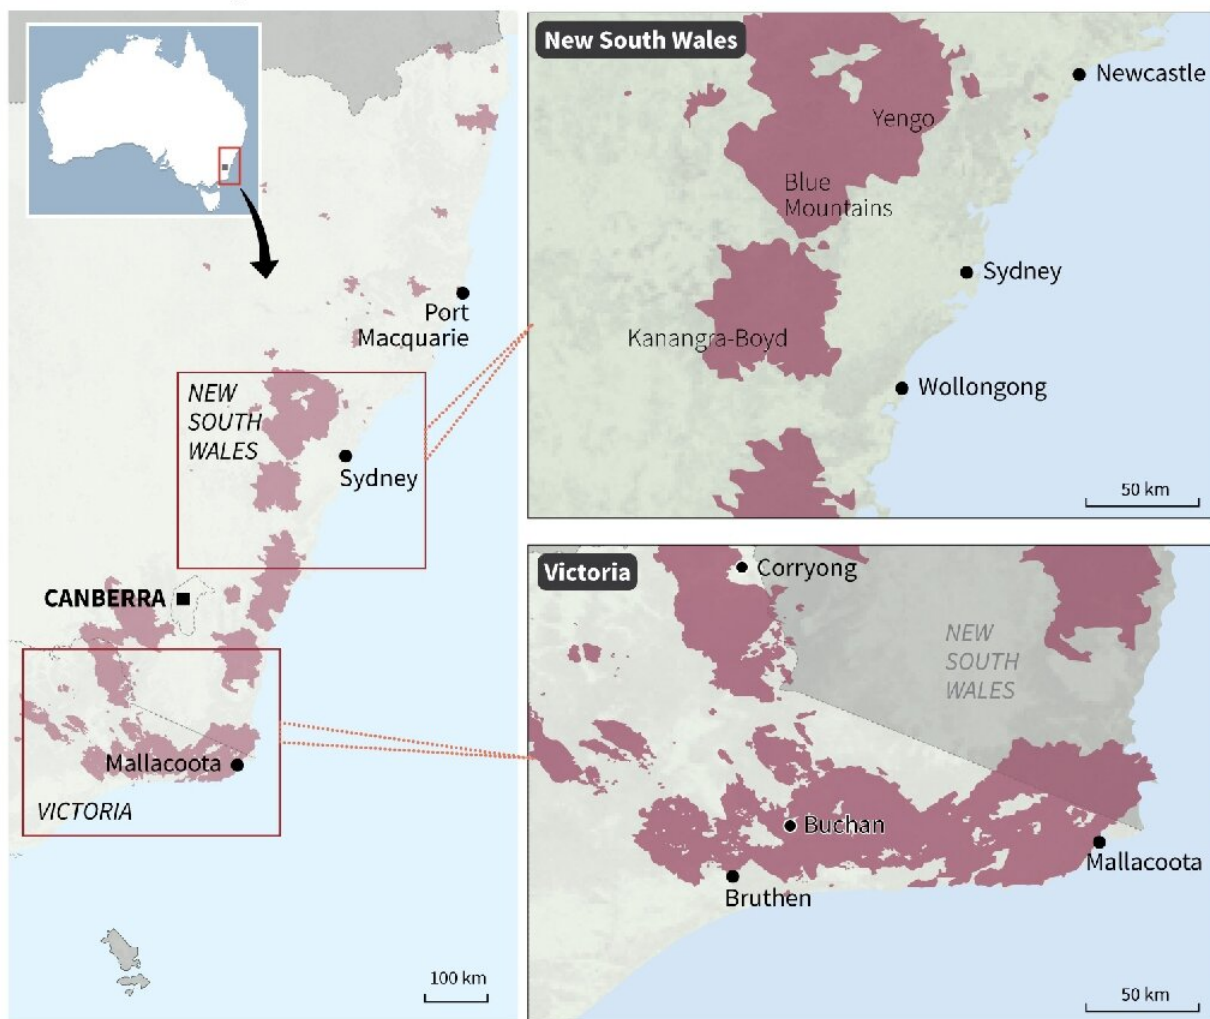 Port
Macquarie
NEW
SOUTH
WALES
Sydney
CANBERRA
Mallacoota
VICTORIA
100 km
New South Wales
Newcastle
Yengo
Blue
Mountains
Sydney
Kanangra-Boyd
Wollongong
50 km
Victoria
Corryong
NEW
SOUTH
WALES
Buchan
Mallacoota
Bruthen
50 km